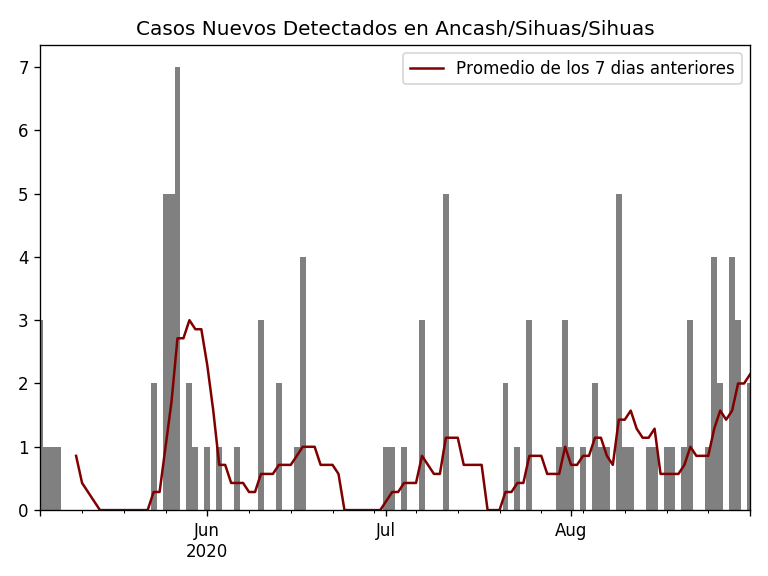 Casos Nuevos Detectados en Ancash/Sihuas/Sihuas
Promedio de los 7 dias anteriores
7
6
5
4
3
2
1
0
Jun
2020
Jul
Aug